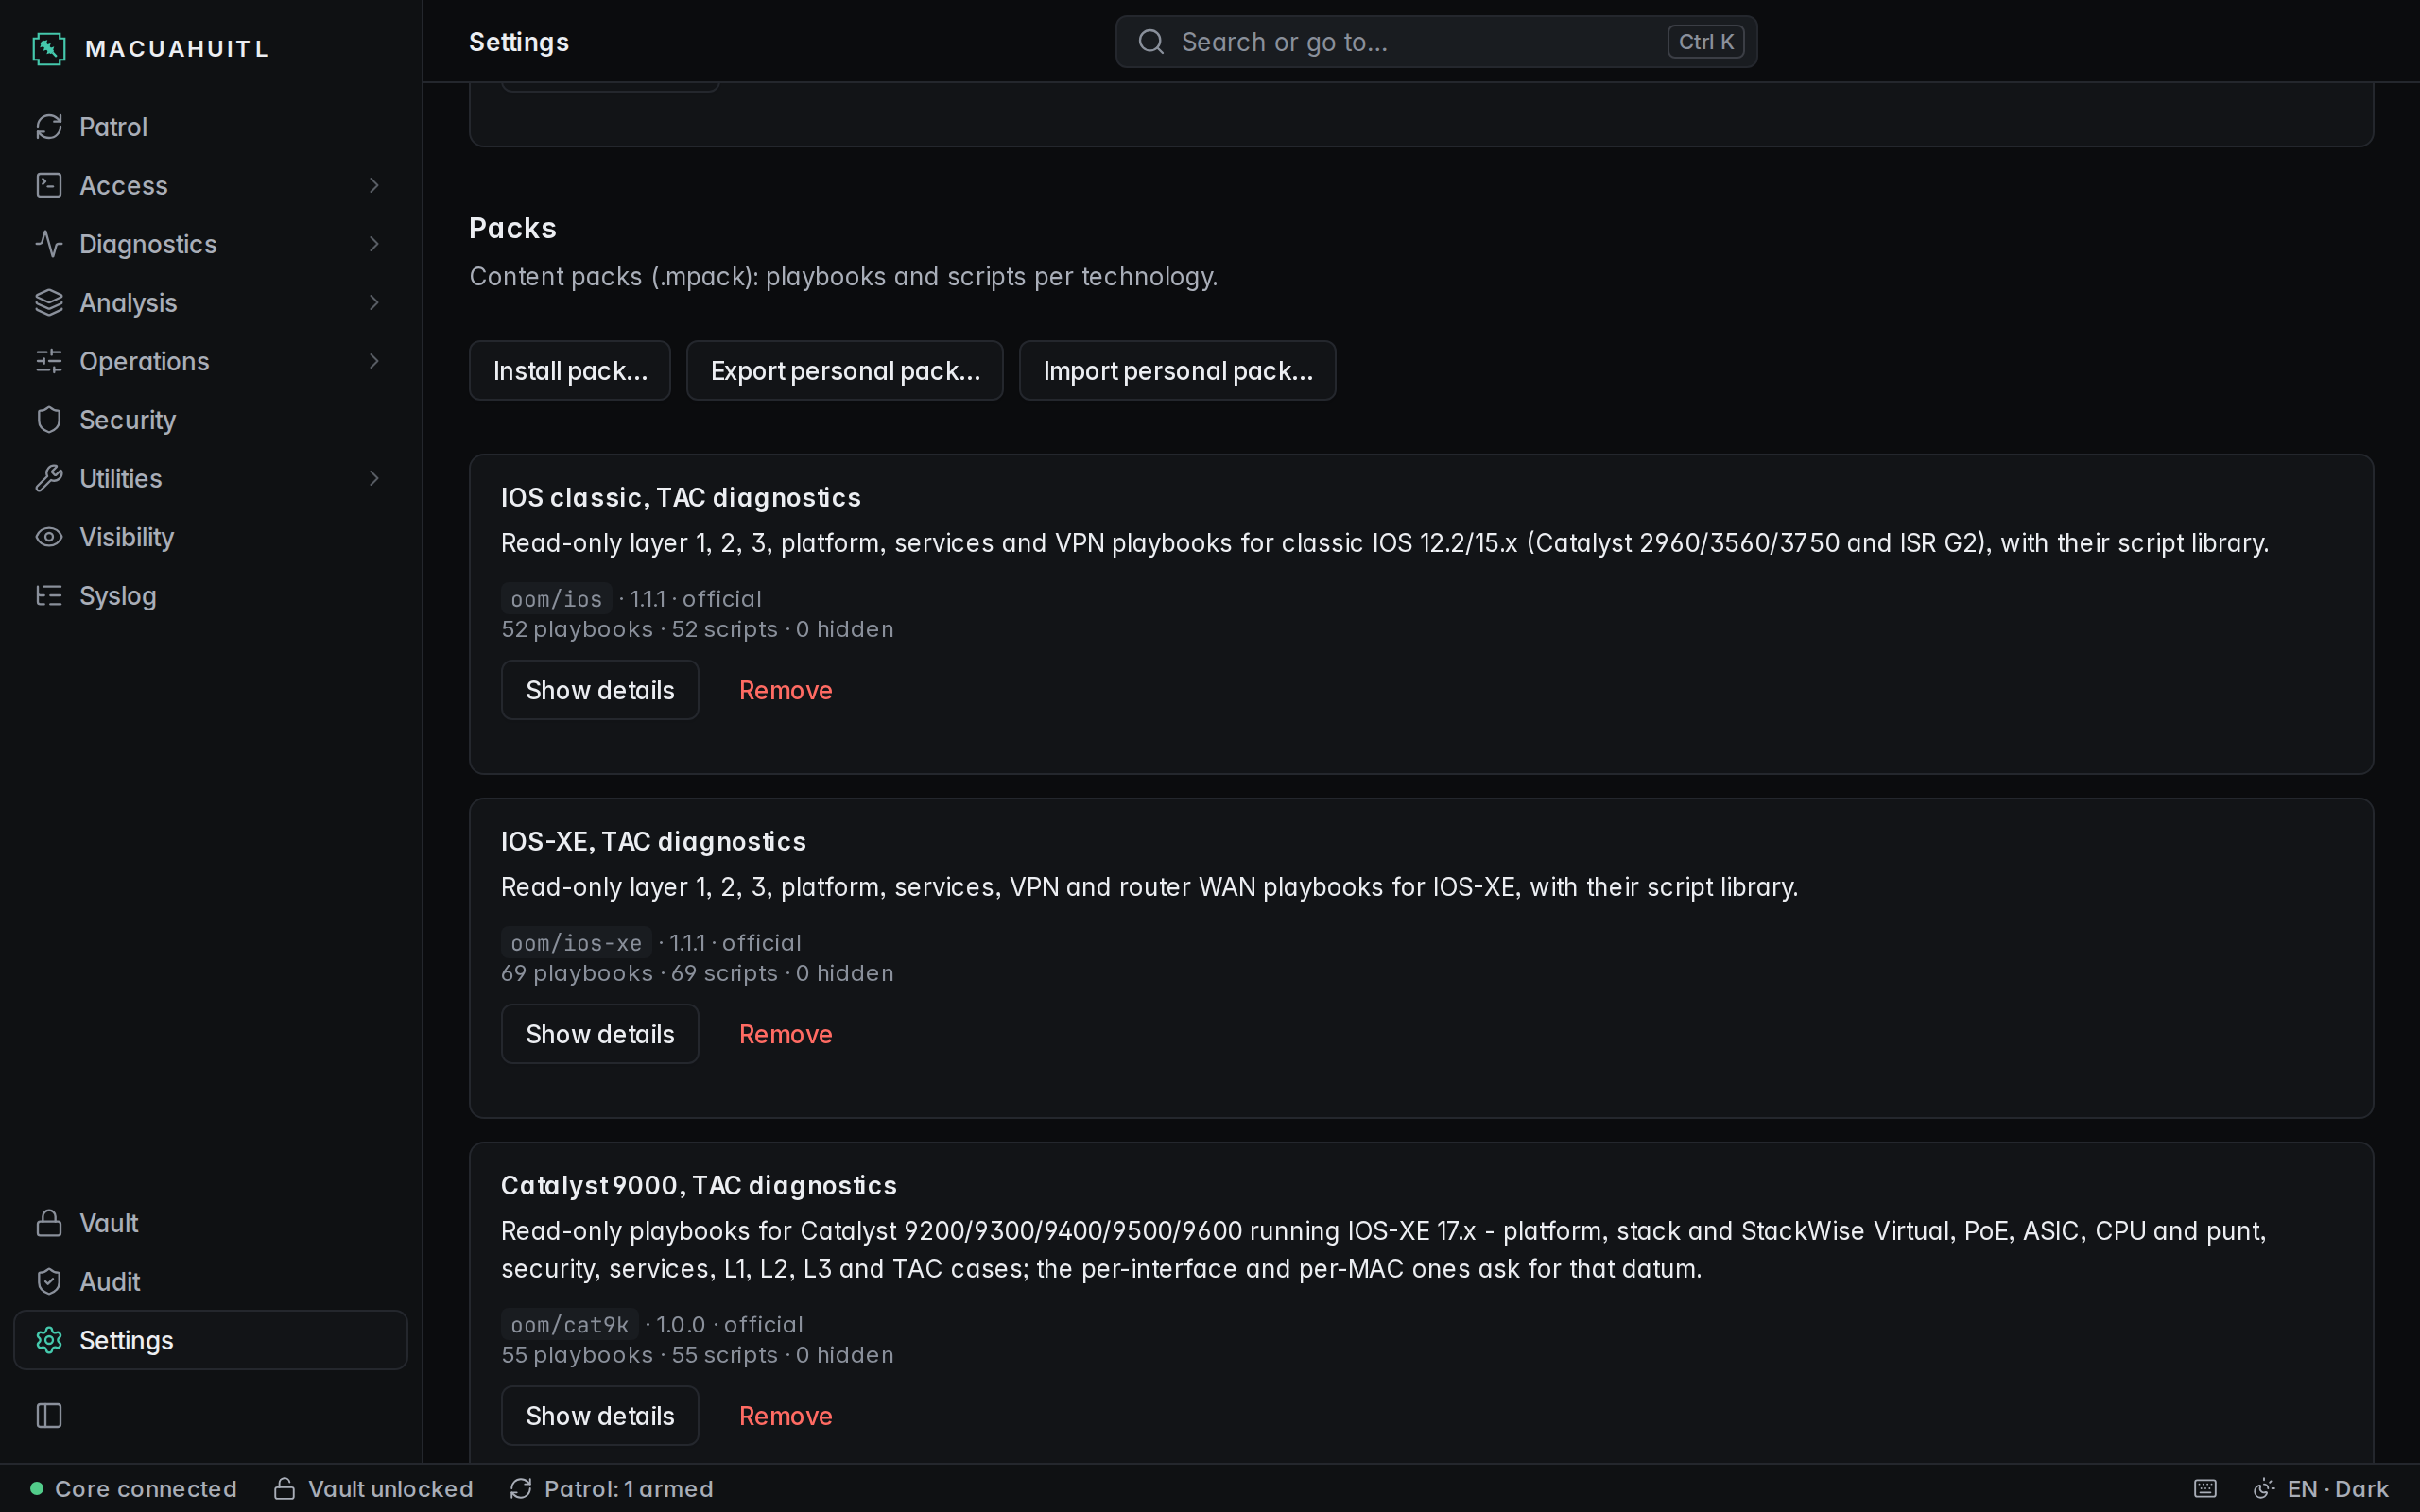 MACUAHUITL
Settings
Search or go to...
Ctrl K
Patrol
Access
Diagnostics
Analysis
Operations
Security
Utilities
Visibility
Syslog
Vault
Audit
Settings
Packs
Content packs (.mpack): playbooks and scripts per technology.
Install pack...
Export personal pack...
Import personal pack...
IOS classic, TAC diagnostics
Read-only layer 1, 2, 3, platform, services and VPN playbooks for classic IOS 12.2/15.x (Catalyst 2960/3560/3750 and ISR G2), with their script library.
oom/ios · 1.1.1 · official
52 playbooks · 52 scripts · 0 hidden
Show details
Remove
IOS-XE, TAC diagnostics
Read-only layer 1, 2, 3, platform, services, VPN and router WAN playbooks for IOS-XE, with their script library.
oom/ios-xe · 1.1.1 · official
69 playbooks · 69 scripts · 0 hidden
Show details
Remove
Catalyst 9000, TAC diagnostics
Read-only playbooks for Catalyst 9200/9300/9400/9500/9600 running IOS-XE 17.x - platform, stack and StackWise Virtual, PoE, ASIC, CPU and punt,
security, services, L1, L2, L3 and TAC cases; the per-interface and per-MAC ones ask for that datum.
oom/cat9k · 1.0.0 · official
55 playbooks · 55 scripts · 0 hidden
Show details
Remove
Core connected
Vault unlocked
Patrol: 1 armed
EN · Dark